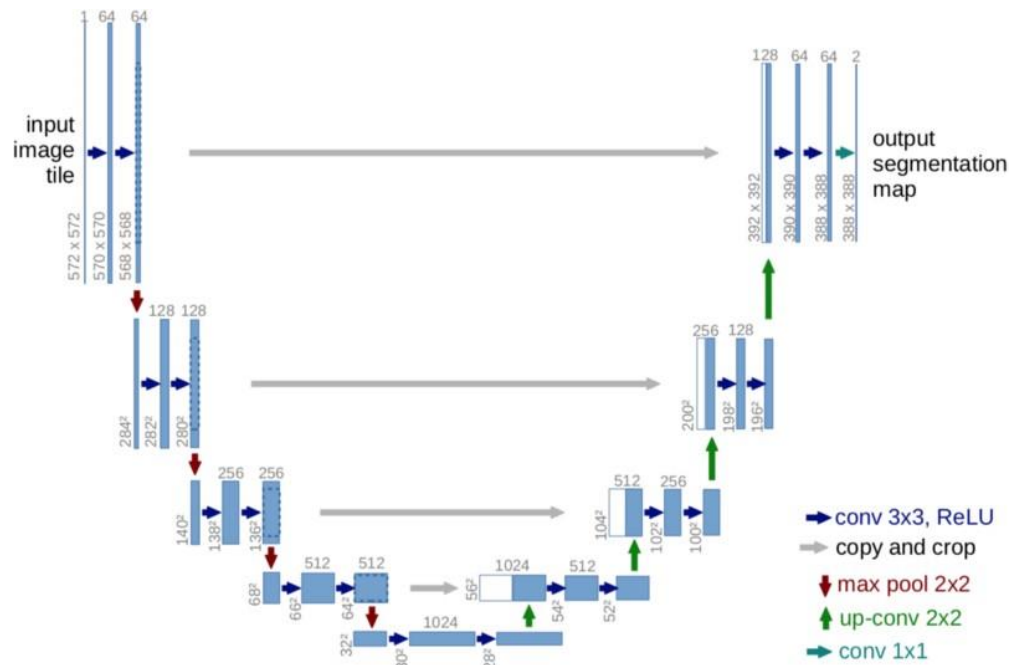 1 64 64
128 64 64 2
input
image
tile
output
segmentation
map
572 x 572
570 x 570
568 x 568
392 x 392
390 x 390
388 x 388
388 x 388
128 128
256 128
284²
282²
280²
200²
198²
196²
256 256
512 256
140²
138²
136²
104²
102²
100²
512 512
1024 512
68²
66²
64²
56²
54²
52²
1024
32²
conv 3x3, ReLU
copy and crop
max pool 2x2
up-conv 2x2
conv 1x1